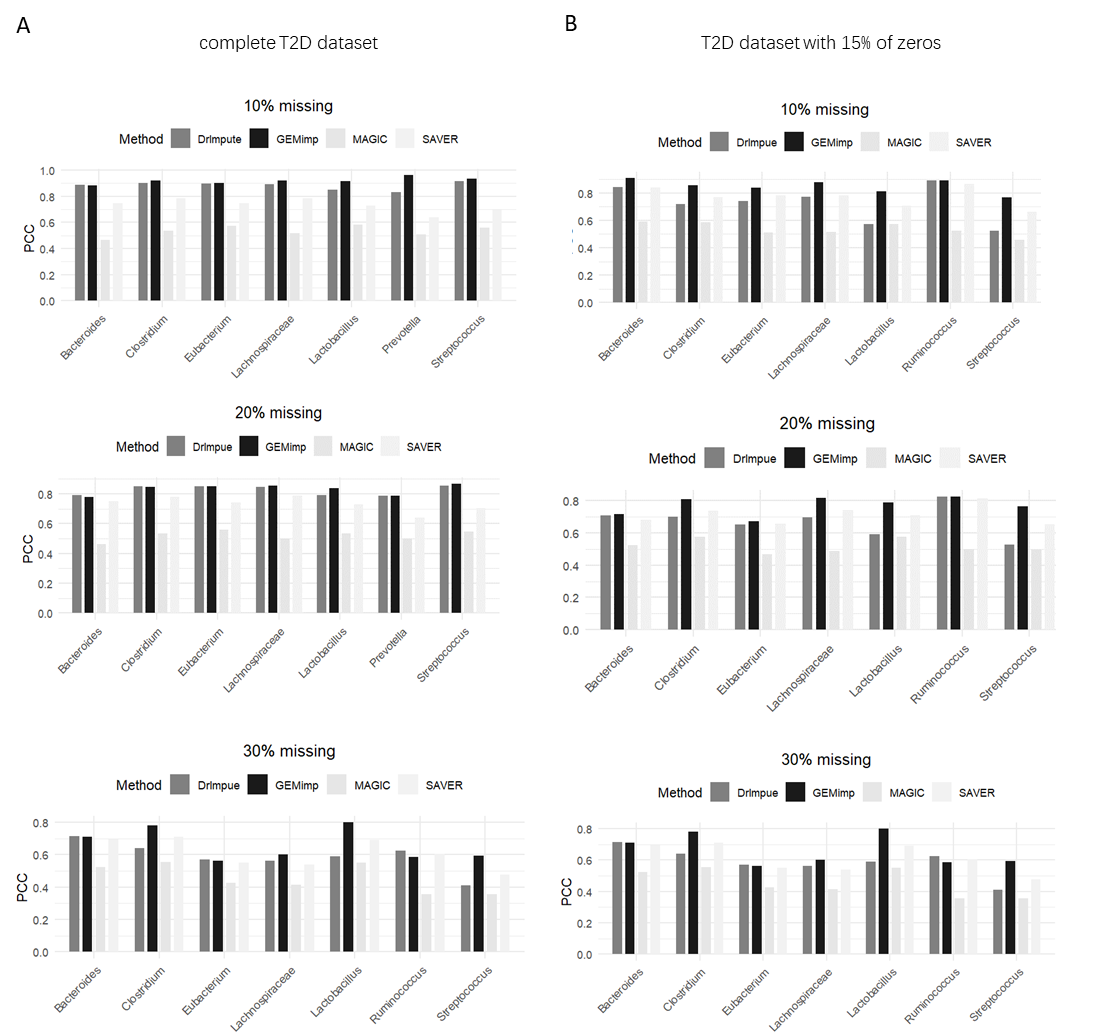 A
complete T2D dataset
10% missing
Method DrImpute GEMimp MAGIC SAVER
PCC
1.0
0.8
0.6
0.4
0.2
0.0
Bacteroides Clostridium Eubacterium Lachnospiraceae Lactobacillus Prevotella Streptococcus
20% missing
Method DrImpue GEMimp MAGIC SAVER
PCC
0.8
0.6
0.4
0.2
0.0
Bacteroides Clostridium Eubacterium Lachnospiraceae Lactobacillus Prevotella Streptococcus
30% missing
Method DrImpue GEMimp MAGIC SAVER
PCC
0.8
0.6
0.4
0.2
0.0
Bacteroides Clostridium Eubacterium Lachnospiraceae Lactobacillus Ruminococcus Streptococcus
B
T2D dataset with 15% of zeros
10% missing
Method DrImpue GEMimp MAGIC SAVER
0.8
0.6
0.4
0.2
0.0
Bacteroides Clostridium Eubacterium Lachnospiraceae Lactobacillus Ruminococcus Streptococcus
20% missing
Method DrImpue GEMimp MAGIC SAVER
0.8
0.6
0.4
0.2
0.0
Bacteroides Clostridium Eubacterium Lachnospiraceae Lactobacillus Ruminococcus Streptococcus
30% missing
Method DrImpue GEMimp MAGIC SAVER
PCC
0.8
0.6
0.4
0.2
0.0
Bacteroides Clostridium Eubacterium Lachnospiraceae Lactobacillus Ruminococcus Streptococcus